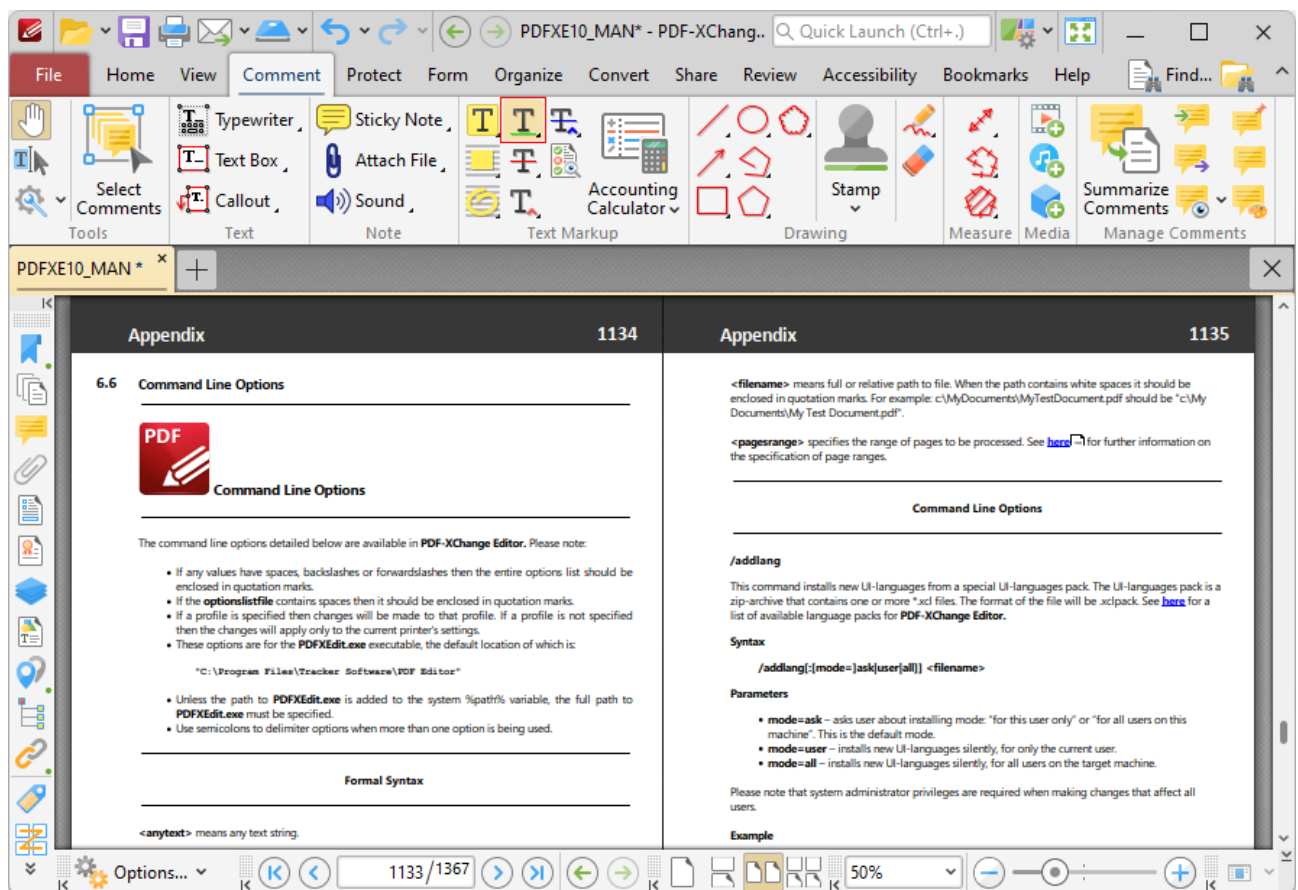 PDFXE10_MAN* - PDF-XChang..
Quick Launch (Ctrl+.)
File Home View Comment Protect Form Organize Convert Share Review Accessibility Bookmarks Help Find...
Select Comments
Typewriter
Text Box
Callout
Sticky Note
Attach File
Sound
Accounting Calculator
Stamp
Summarize Comments
Tools Text Note Text Markup Drawing Measure Media Manage Comments
PDFXE10_MAN *
Appendix 1134
6.6 Command Line Options
PDF
Command Line Options
The command line options detailed below are available in PDF-XChange Editor. Please note:
• If any values have spaces, backslashes or forwardslashes then the entire options list should be
enclosed in quotation marks.
• If the optionslistfile contains spaces then it should be enclosed in quotation marks.
• If a profile is specified then changes will be made to that profile. If a profile is not specified
then the changes will apply only to the current printer's settings.
• These options are for the PDFXEdit.exe executable, the default location of which is:
"C:\Program Files\Tracker Software\PDF Editor"
• Unless the path to PDFXEdit.exe is added to the system %path% variable, the full path to
PDFXEdit.exe must be specified.
• Use semicolons to delimiter options when more than one option is being used.
Formal Syntax
<anytext> means any text string.
Appendix 1135
<filename> means full or relative path to file. When the path contains white spaces it should be
enclosed in quotation marks. For example: c:\MyDocuments\MyTestDocument.pdf should be "c:\My
Documents\My Test Document.pdf".
<pagesrange> specifies the range of pages to be processed. See here for further information on
the specification of page ranges.
Command Line Options
/addlang
This command installs new UI-languages from a special UI-languages pack. The UI-languages pack is a
zip-archive that contains one or more *.xcl files. The format of the file will be .xclpack. See here for a
list of available language packs for PDF-XChange Editor.
Syntax
/addlang[:[mode=]ask|user|all]] <filename>
Parameters
• mode=ask – asks user about installing mode: "for this user only" or "for all users on this
machine". This is the default mode.
• mode=user – installs new UI-languages silently, for only the current user.
• mode=all – installs new UI-languages silently, for all users on the target machine.
Please note that system administrator privileges are required when making changes that affect all
users.
Example
Options... 1133/1367 50%